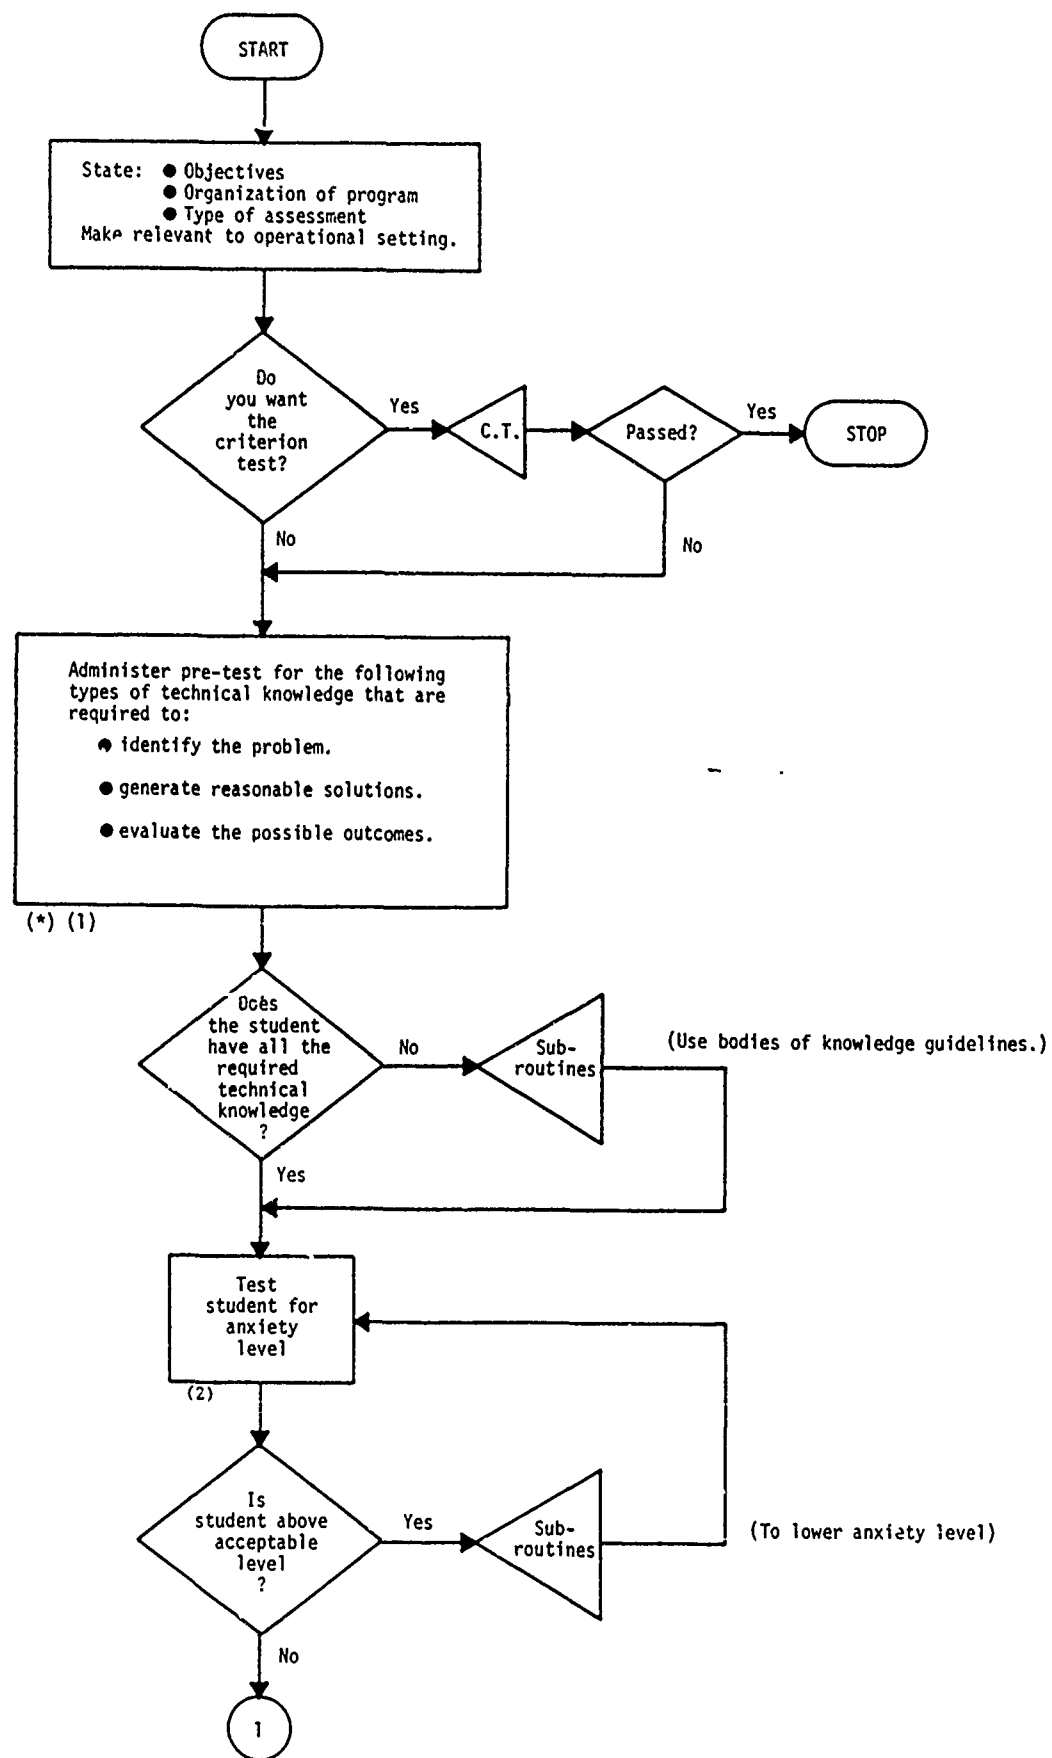 START
State: ● Objectives
● Organization of program
● Type of assessment
Make relevant to operational setting.
Do
you want
the
criterion
test?
Yes
C.T.
Passed?
Yes
STOP
No
No
Administer pre-test for the following
types of technical knowledge that are
required to:
● identify the problem.
● generate reasonable solutions.
● evaluate the possible outcomes.
(*) (1)
Does
the student
have all the
required
technical
knowledge
?
No
Sub-
routines
(Use bodies of knowledge guidelines.)
Yes
Test
student for
anxiety
level
(2)
Is
student above
acceptable
level
?
Yes
Sub-
routines
(To lower anxiety level)
No
1